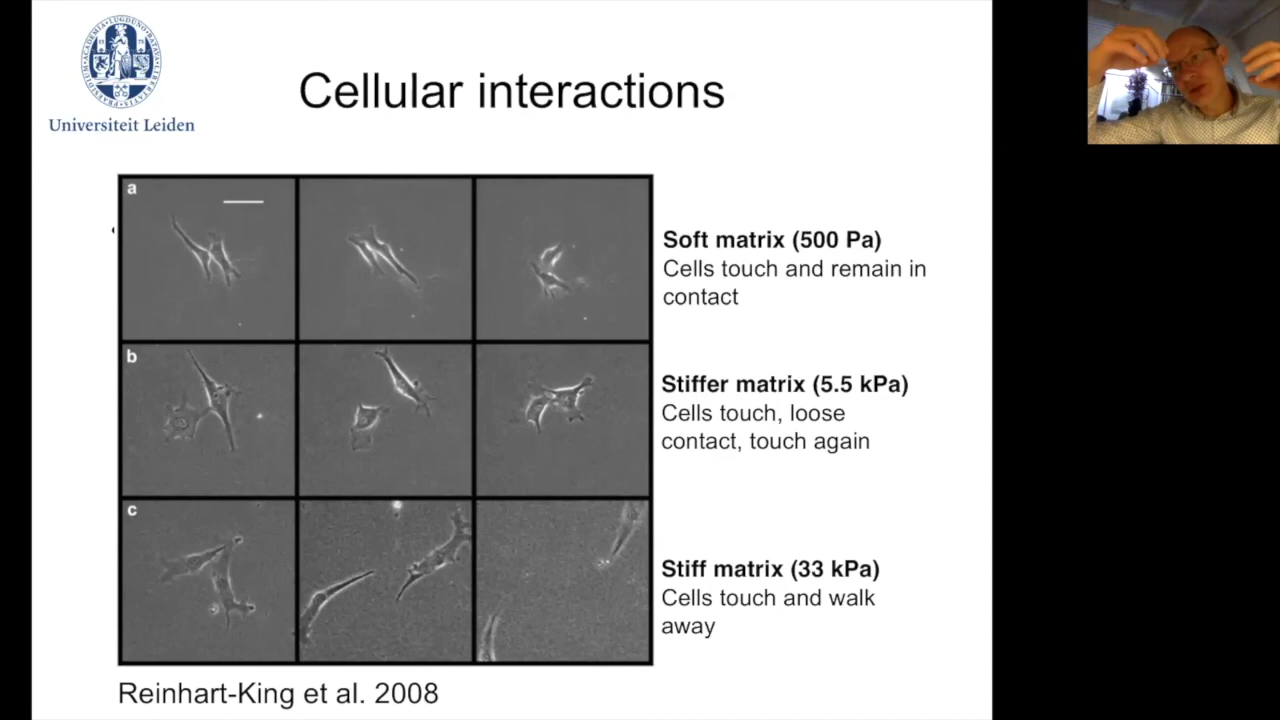 Universiteit Leiden
Cellular interactions
a
Soft matrix (500 Pa)
Cells touch and remain in
contact
b
Stiffer matrix (5.5 kPa)
Cells touch, loose
contact, touch again
c
Stiff matrix (33 kPa)
Cells touch and walk
away
Reinhart-King et al. 2008